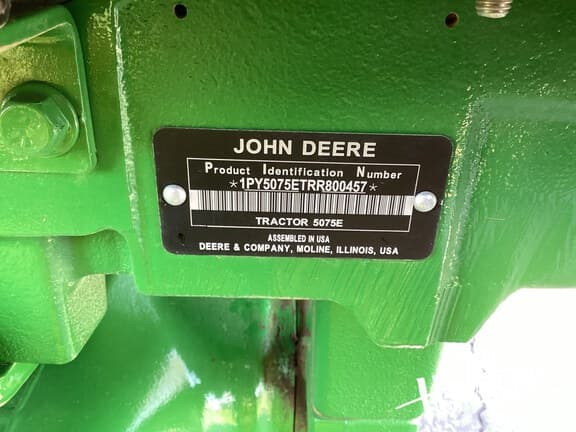 JOHN DEERE
Product Identification Number
*1PY5075ETRR800457*
TRACTOR 5075E
ASSEMBLED IN USA
DEERE & COMPANY, MOLINE, ILLINOIS, USA